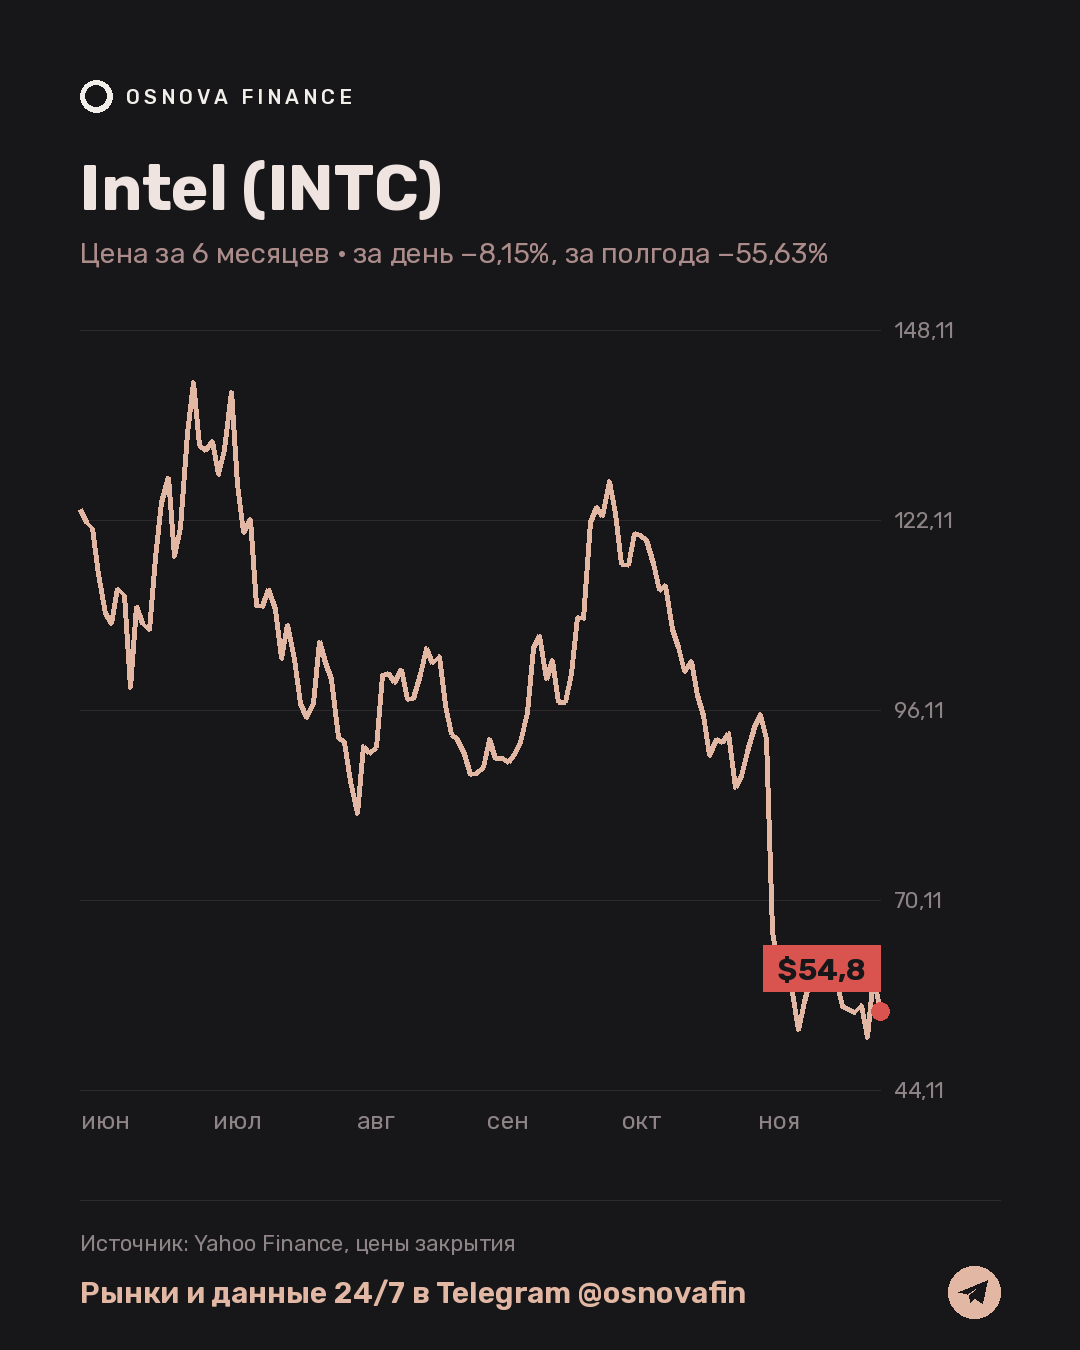 OSNOVA FINANCE
Intel (INTC)
Цена за 6 месяцев • за день −8,15%, за полгода −55,63%
148,11
122,11
96,11
70,11
$54,8
44,11
июн июл авг сен окт ноя
Источник: Yahoo Finance, цены закрытия
Рынки и данные 24/7 в Telegram @osnovafin